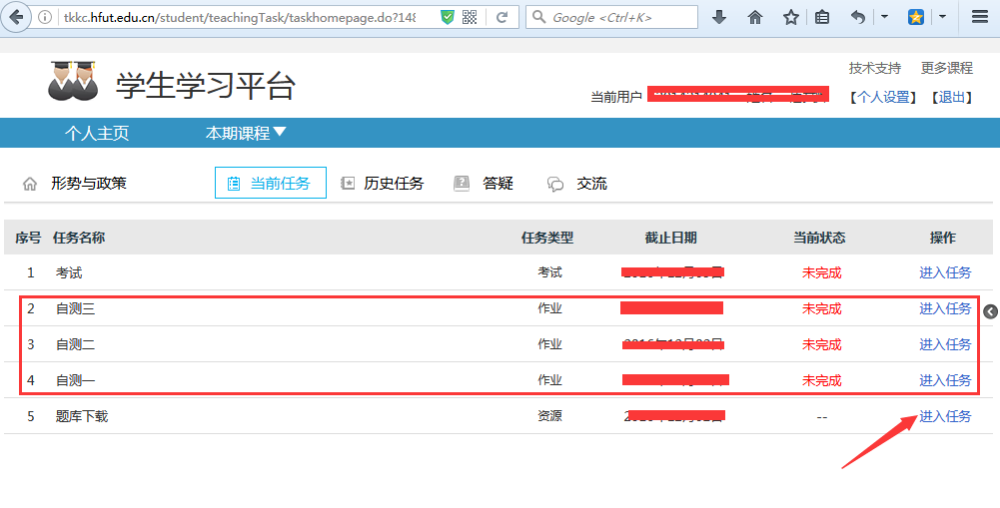 tkkc.hfut.edu.cn/student/teachingTask/taskhomepage.do?148
Google <Ctrl+K>
技术支持 更多课程
学生学习平台
当前用户 【个人设置】 【退出】
个人主页 本期课程▼
形势与政策 当前任务 历史任务 答疑 交流
序号 任务名称 任务类型 截止日期 当前状态 操作
1 考试 考试 未完成 进入任务
2 自测三 作业 未完成 进入任务
3 自测二 作业 未完成 进入任务
4 自测一 作业 未完成 进入任务
5 题库下载 资源 -- 进入任务